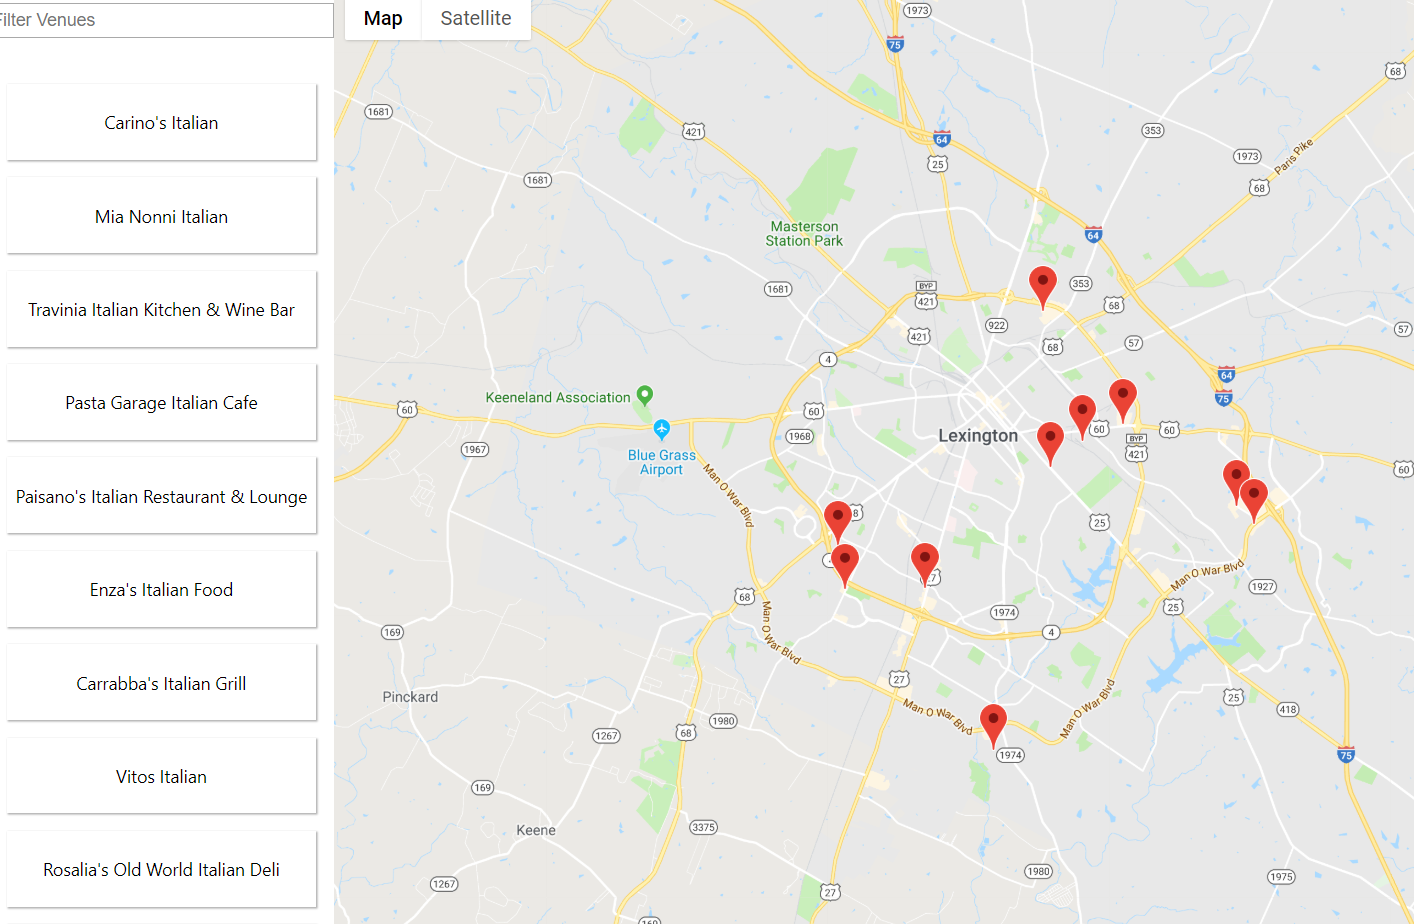 Filter Venues
Carino's Italian
Mia Nonni Italian
Travinia Italian Kitchen & Wine Bar
Pasta Garage Italian Cafe
Paisano's Italian Restaurant & Lounge
Enza's Italian Food
Carrabba's Italian Grill
Vitos Italian
Rosalia's Old World Italian Deli
Map
Satellite
1973
75
68
1681
421
64
353
25
1973
Paris Pike
1681
68
Masterson
Station Park
64
353
1681
BYP
421
68
922
57
57
421
68
4
64
75
Keeneland Association
60
60
60
60
Lexington
1968
BYP
421
1967
Blue Grass
Airport
60
Man O War Blvd
8
25
27
Man O War Blvd
1927
68
25
Man O War Blvd
1974
169
4
27
Pinckard
25
Man O War Blvd
418
Man O War Blvd
1980
1267
68
1974
75
169
3375
Keene
1980
1975
1267
27
169